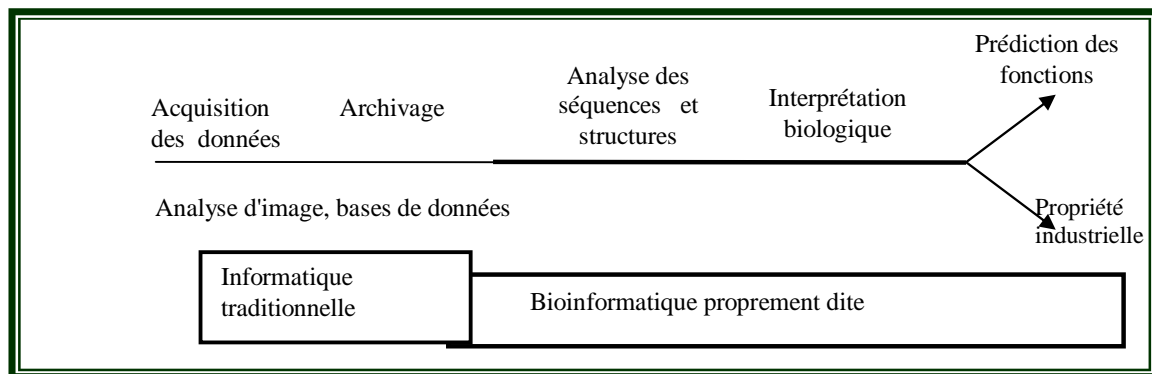 Prédiction des
fonctions
Analyse des
séquences et
structures
Interprétation
biologique
Acquisition
des données
Archivage
Analyse d'image, bases de données
Propriété
industrielle
Informatique
traditionnelle
Bioinformatique proprement dite